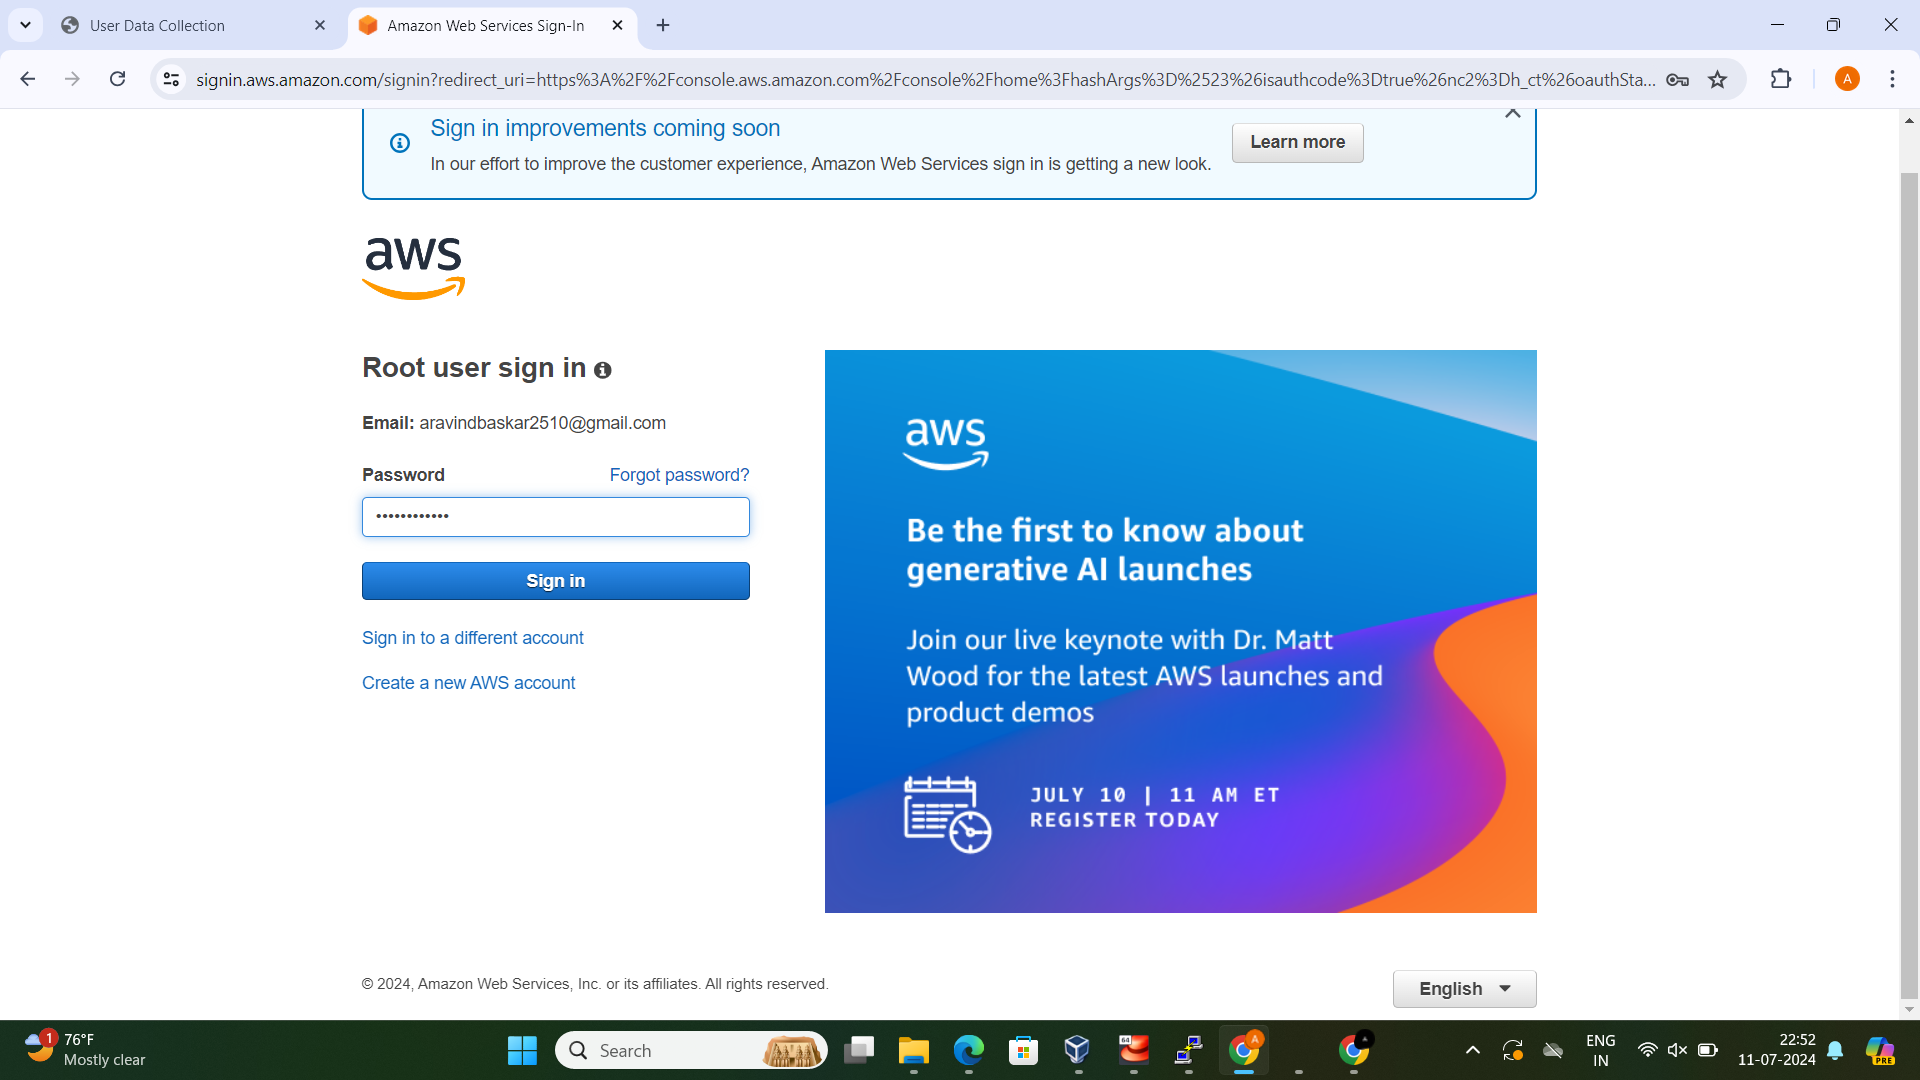 User Data Collection
Amazon Web Services Sign-In
signin.aws.amazon.com/signin?redirect_uri=https%3A%2F%2Fconsole.aws.amazon.com%2Fconsole%2Fhome%3FhashArgs%3D%2523%26isauthcode%3Dtrue%26nc2%3Dh_ct%26oauthSta...
A
Sign in improvements coming soon
In our effort to improve the customer experience, Amazon Web Services sign in is getting a new look.
Learn more
aws
Root user sign in
Email: aravindbaskar2510@gmail.com
Password
Forgot password?
••••••••••••
Sign in
Sign in to a different account
Create a new AWS account
aws
Be the first to know about
generative AI launches
Join our live keynote with Dr. Matt
Wood for the latest AWS launches and
product demos
JULY 10 | 11 AM ET
REGISTER TODAY
© 2024, Amazon Web Services, Inc. or its affiliates. All rights reserved.
English
1
76°F
Mostly clear
Search
64
A
ENG
IN
22:52
11-07-2024
PRE